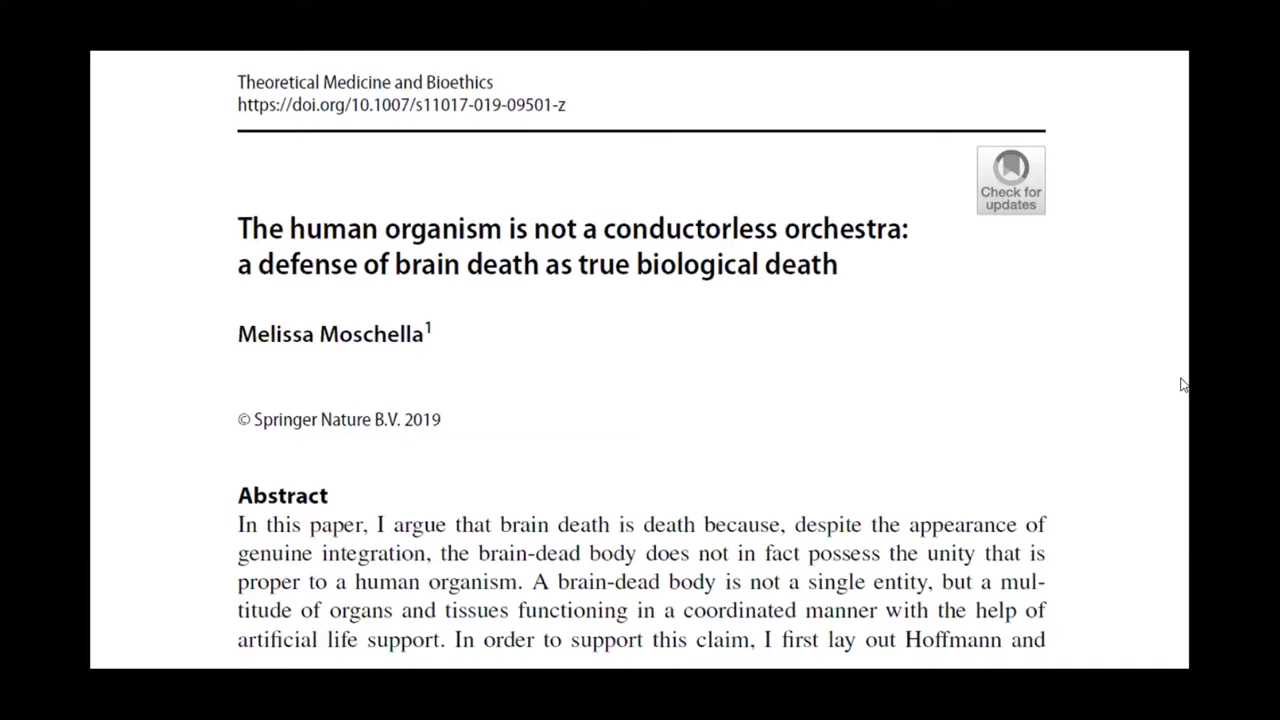 Theoretical Medicine and Bioethics
https://doi.org/10.1007/s11017-019-09501-z
Check for
updates
The human organism is not a conductorless orchestra:
a defense of brain death as true biological death
Melissa Moschella1
© Springer Nature B.V. 2019
Abstract
In this paper, I argue that brain death is death because, despite the appearance of
genuine integration, the brain-dead body does not in fact possess the unity that is
proper to a human organism. A brain-dead body is not a single entity, but a mul-
titude of organs and tissues functioning in a coordinated manner with the help of
artificial life support. In order to support this claim, I first lay out Hoffmann and